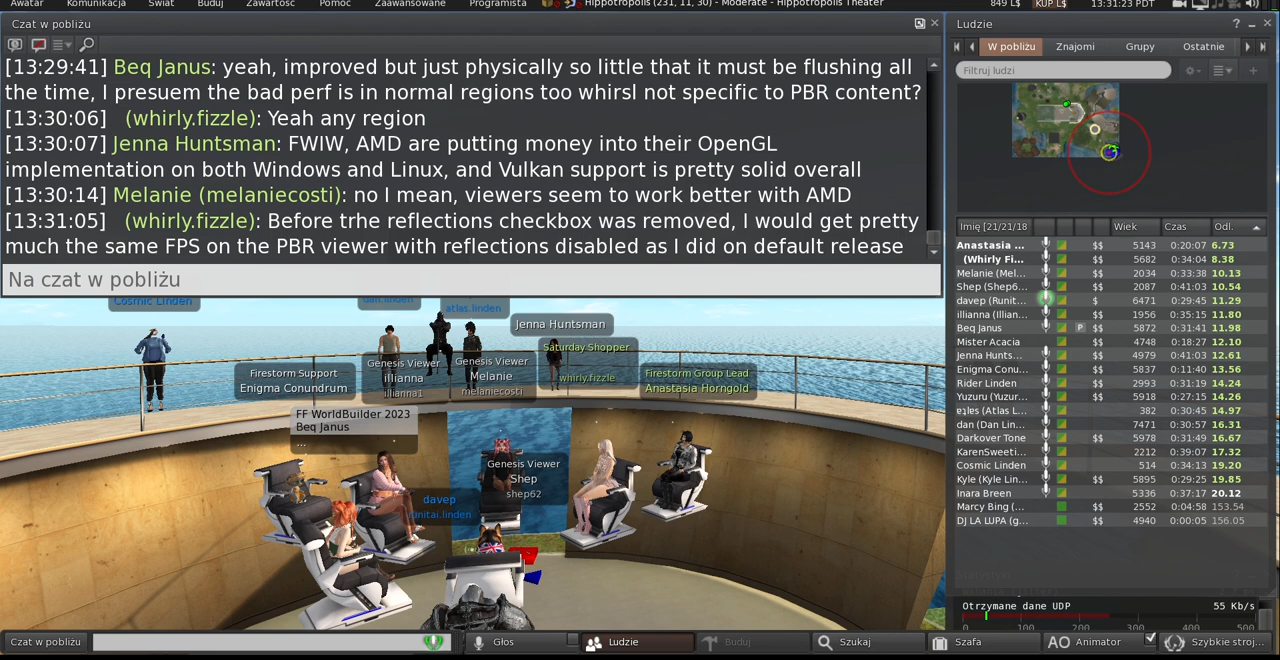 Awatar Komunikacja Świat Buduj Zawartość Pomoc Zaawansowane Programista Hippotropolis (231, 11, 30) - Moderate - Hippotropolis Theater 849 L$ KUP L$ 13:31:23 PDT
Czat w pobliżu
[13:29:41] Beq Janus: yeah, improved but just physically so little that it must be flushing all
the time, I presuem the bad perf is in normal regions too whirsl not specific to PBR content?
[13:30:06] (whirly.fizzle): Yeah any region
[13:30:07] Jenna Huntsman: FWIW, AMD are putting money into their OpenGL
implementation on both Windows and Linux, and Vulkan support is pretty solid overall
[13:30:14] Melanie (melaniecosti): no I mean, viewers seem to work better with AMD
[13:31:05] (whirly.fizzle): Before trhe reflections checkbox was removed, I would get pretty
much the same FPS on the PBR viewer with reflections disabled as I did on default release
Na czat w pobliżu
Cosmic Linden
dan.linden
atlas.linden
Jenna Huntsman
Saturday Shopper
whirly.fizzle
Genesis Viewer
illianna
illianna1
Genesis Viewer
Melanie
melaniecosti
Firestorm Support
Enigma Conundrum
Firestorm Group Lead
Anastasia Horngold
FF WorldBuilder 2023
Beq Janus
...
Genesis Viewer
Shep
shep62
davep
runitai.linden
Ludzie
W pobliżu Znajomi Grupy Ostatnie
Filtruj ludzi
Imię [21/21/18 Wiek Czas Odl.
Anastasia ... $$ 5143 0:20:07 6.73
(Whirly Fi... $$ 5682 0:34:04 8.38
Melanie (Mel... $$ 2034 0:33:38 10.13
Shep (Shep6... $$ 2087 0:41:03 10.54
davep (Runit... $ 6471 0:29:45 11.29
illianna (Illian... $$ 1956 0:35:15 11.80
Beq Janus P $$ 5872 0:31:41 11.98
Mister Acacia $$ 4748 0:18:27 12.10
Jenna Hunts... $$ 4979 0:41:03 12.61
Enigma Conu... $$ 5837 0:11:40 13.56
Rider Linden $$ 2993 0:31:19 14.24
Yuzuru (Yuzur... $$ 5918 0:27:15 14.26
(Atlas L... 382 0:30:45 14.97
dan (Dan Lin... 7471 0:30:57 16.31
Darkover Tone $$ 5978 0:31:49 16.67
KarenSweeti... 2212 0:39:07 17.32
Cosmic Linden 514 0:34:13 19.20
Kyle (Kyle Lin... $$ 5895 0:29:25 19.85
Inara Breen 5336 0:37:17 20.12
Marcy Bing (... $$ 2552 0:04:58 153.54
DJ LA LUPA (g... $$ 4940 0:00:05 156.05
Otrzymane dane UDP 55 Kb/s
0 100 200 300 400 500
Czat w pobliżu Głos Ludzie Buduj Szukaj Szafa AO Animator Szybkie stroj...